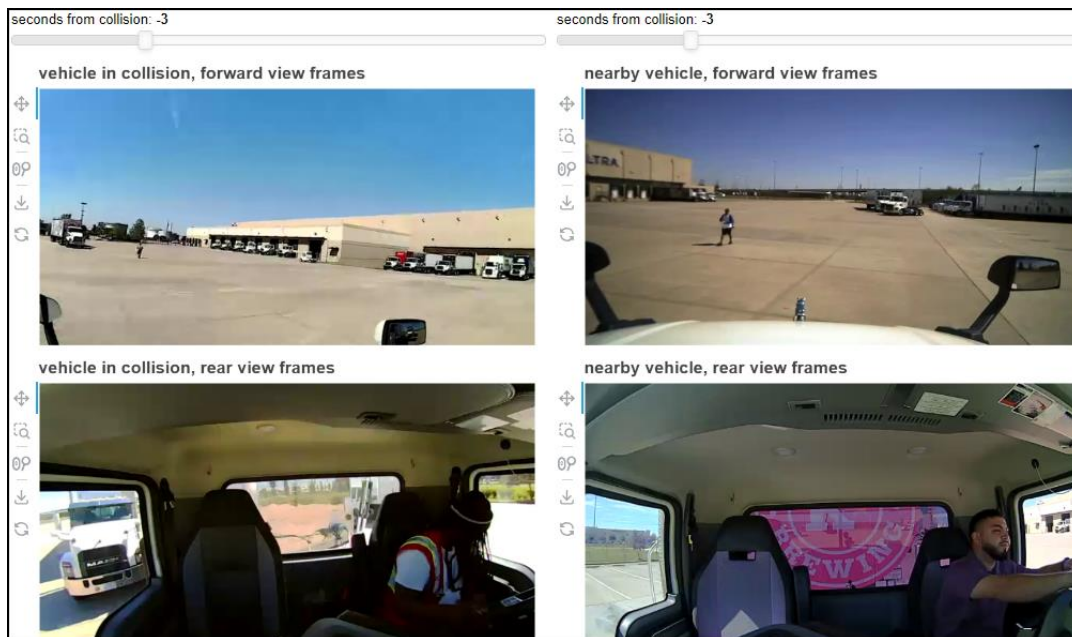 seconds from collision: -3
seconds from collision: -3
vehicle in collision, forward view frames
nearby vehicle, forward view frames
LTRA
vehicle in collision, rear view frames
nearby vehicle, rear view frames
MACK
REWING